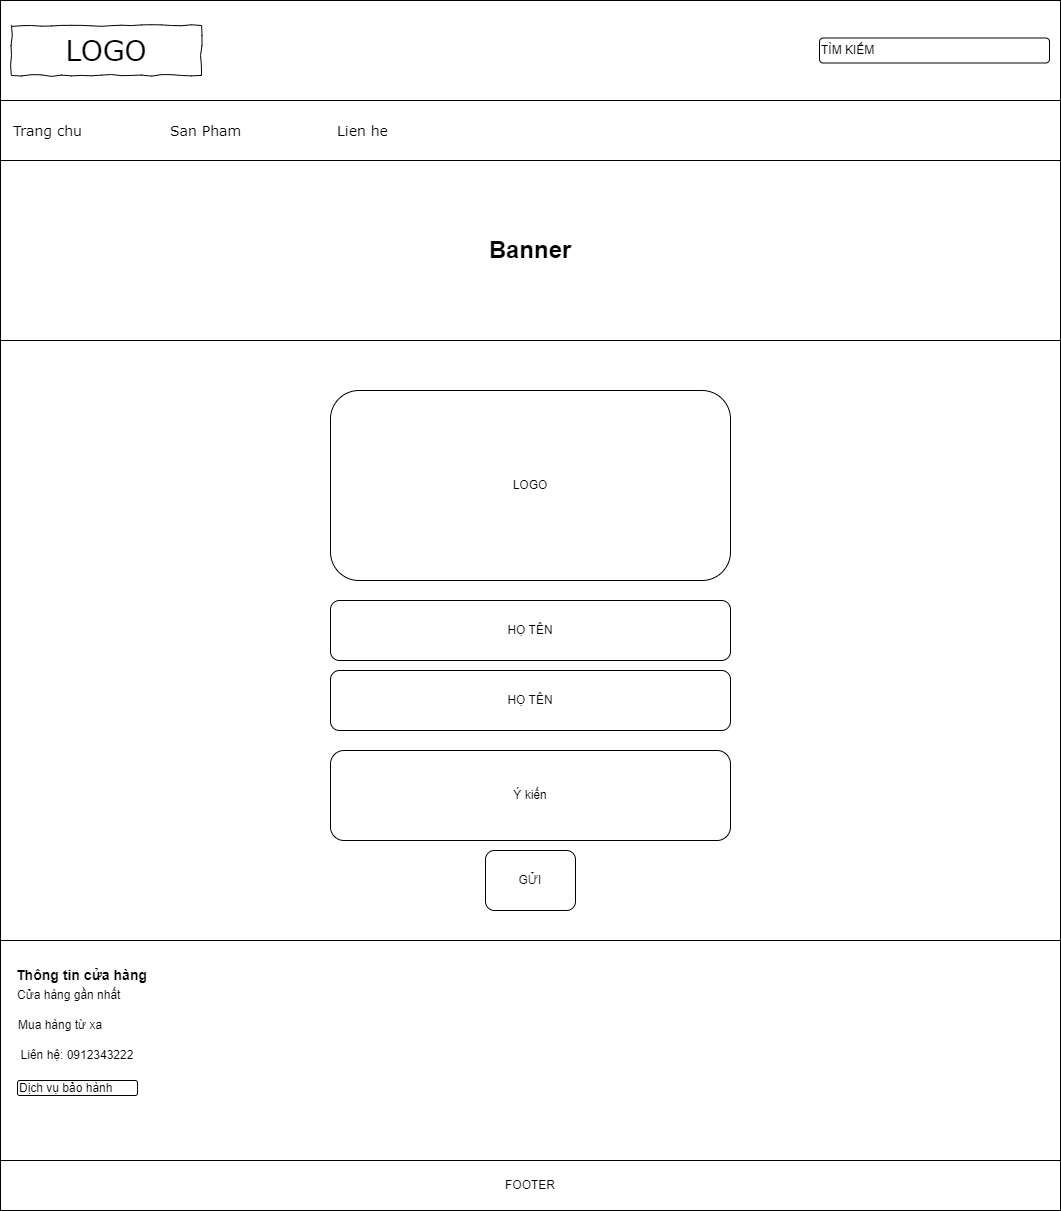 LOGO
TÌM KIẾM
Trang chu
San Pham
Lien he
Banner
LOGO
HỌ TÊN
HỌ TÊN
Ý kiến
GỬI
Thông tin cửa hàng
Cửa hàng gần nhất
Mua hàng từ xa
Liên hệ: 0912343222
Dịch vụ bảo hành
FOOTER